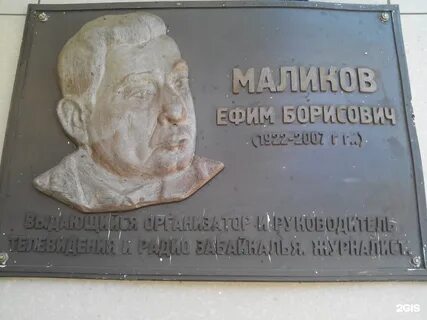 МАЛИКОВ
ЕФИМ БОРИСОВИЧ
(1922-2007 г г..)
ВЫДАЮЩИЙСЯ ОРГАНИЗАТОР И РУКОВОДИТЕЛЬ
ТЕЛЕВИДЕНИЯ И РАДИО ЗАБАЙКАЛЬЯ. ЖУРНАЛИСТ.
2GIS